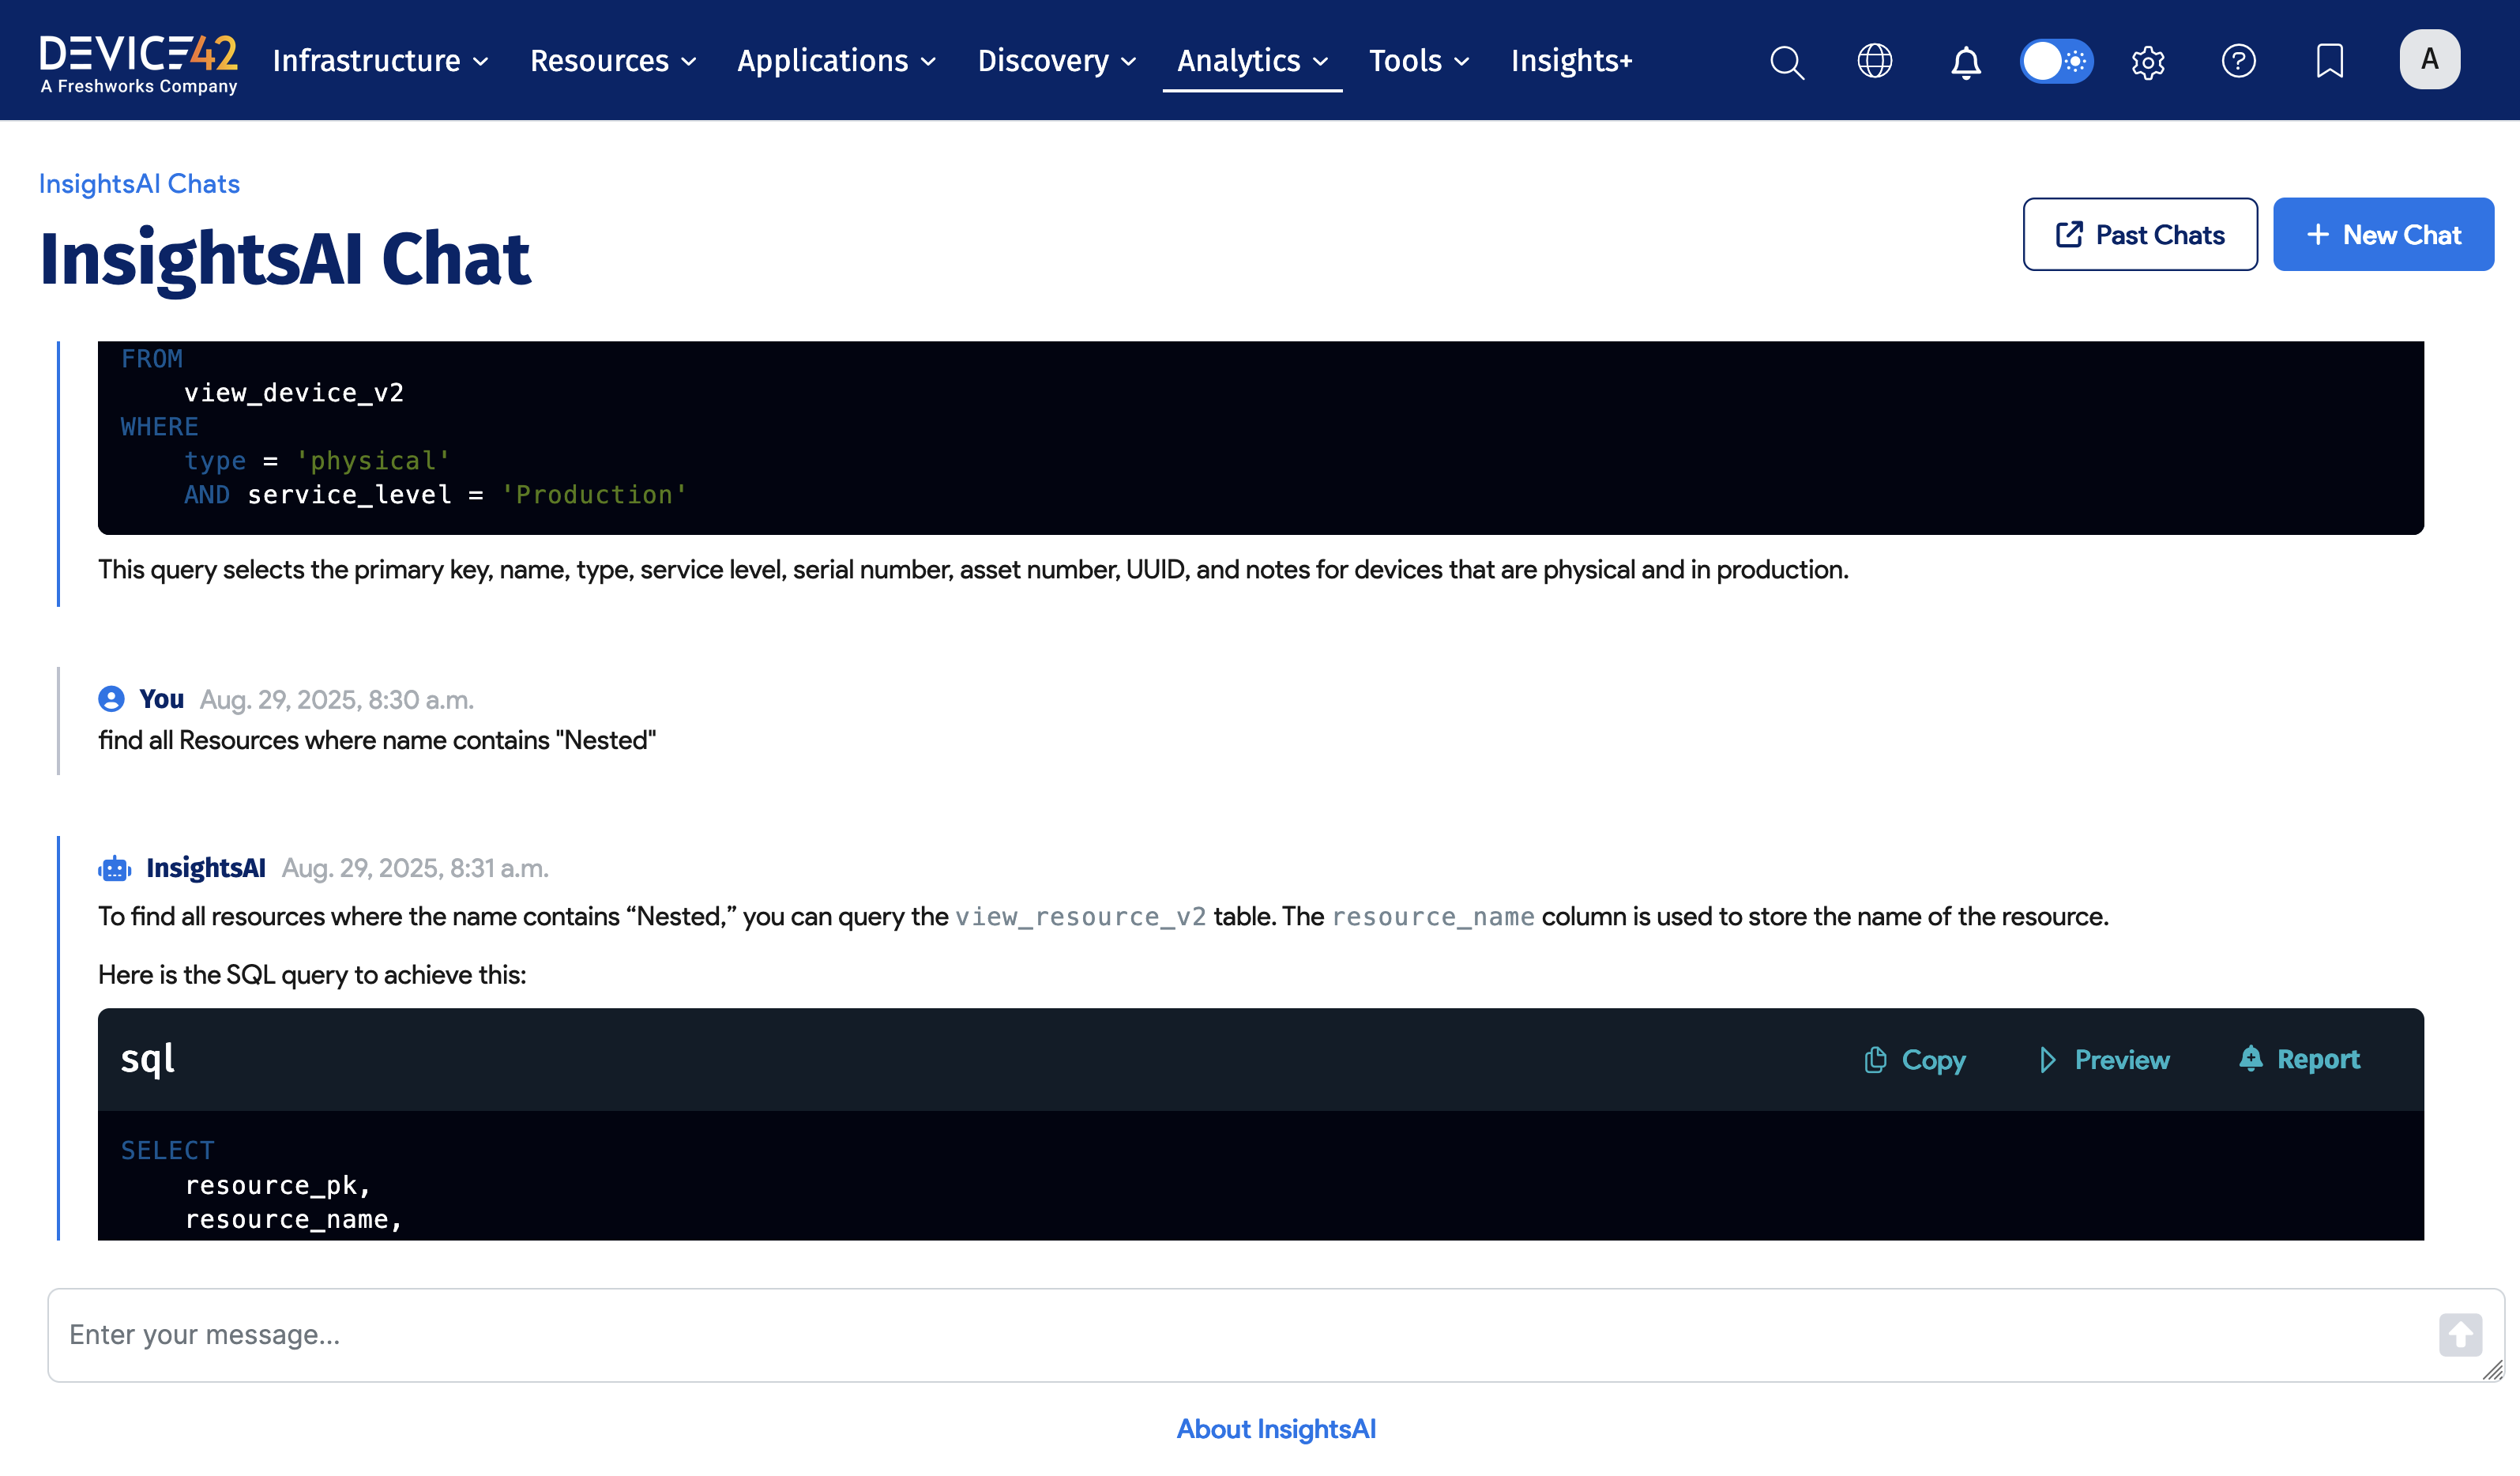 DEVICE42
A Freshworks Company
Infrastructure
Resources
Applications
Discovery
Analytics
Tools
Insights+
A
InsightsAI Chats
InsightsAI Chat
Past Chats
+ New Chat
FROM
view_device_v2
WHERE
type = 'physical'
AND service_level = 'Production'
This query selects the primary key, name, type, service level, serial number, asset number, UUID, and notes for devices that are physical and in production.
You Aug. 29, 2025, 8:30 a.m.
find all Resources where name contains "Nested"
InsightsAI Aug. 29, 2025, 8:31 a.m.
To find all resources where the name contains “Nested,” you can query the view_resource_v2 table. The resource_name column is used to store the name of the resource.
Here is the SQL query to achieve this:
sql
Copy
Preview
Report
SELECT
resource_pk,
resource_name,
Enter your message...
About InsightsAI